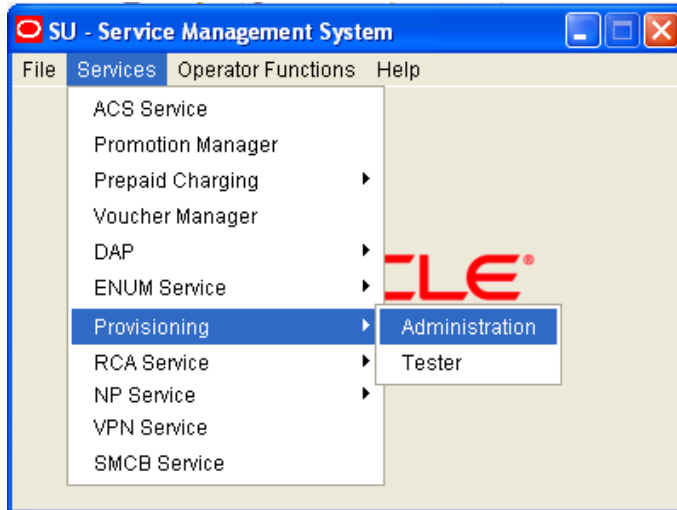 SU - Service Management System
File Services Operator Functions Help
ACS Service
Promotion Manager
Prepaid Charging
Voucher Manager
DAP
ENUM Service
CLE®
Provisioning
Administration
RCA Service
Tester
NP Service
VPN Service
SMCB Service